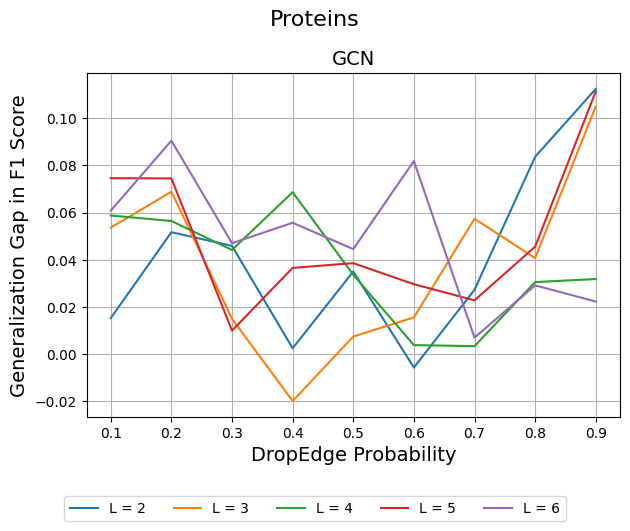 Proteins
GCN
Generalization Gap in F1 Score
0.10
0.08
0.06
0.04
0.02
0.00
−0.02
0.1 0.2 0.3 0.4 0.5 0.6 0.7 0.8 0.9
DropEdge Probability
L = 2 L = 3 L = 4 L = 5 L = 6